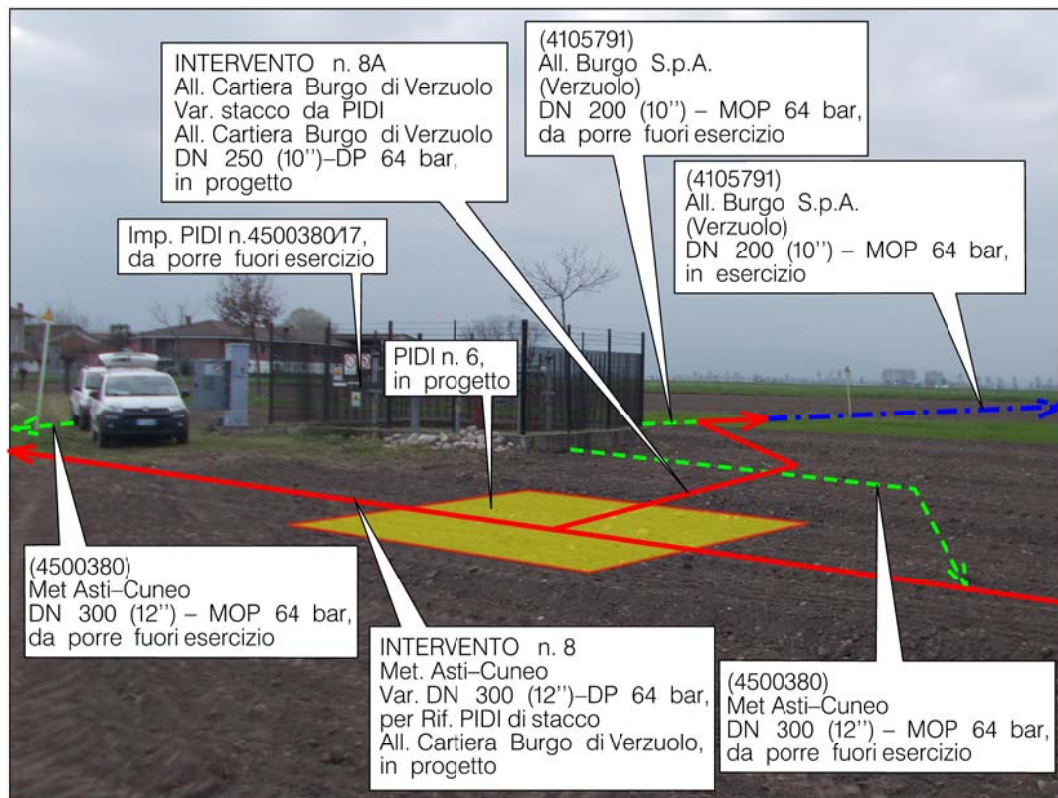 INTERVENTO n. 8A
All. Cartiera Burgo di Verzuolo
Var. stacco da PIDI
All. Cartiera Burgo di Verzuolo
DN 250 (10'')–DP 64 bar,
in progetto
(4105791)
All. Burgo S.p.A.
(Verzuolo)
DN 200 (10'') – MOP 64 bar,
da porre fuori esercizio
(4105791)
All. Burgo S.p.A.
(Verzuolo)
DN 200 (10'') – MOP 64 bar,
in esercizio
Imp. PIDI n.4500380/17,
da porre fuori esercizio
PIDI n. 6,
in progetto
(4500380)
Met Asti–Cuneo
DN 300 (12'') – MOP 64 bar,
da porre fuori esercizio
INTERVENTO n. 8
Met. Asti–Cuneo
Var. DN 300 (12'')–DP 64 bar,
per Rif. PIDI di stacco
All. Cartiera Burgo di Verzuolo,
in progetto
(4500380)
Met Asti–Cuneo
DN 300 (12'') – MOP 64 bar,
da porre fuori esercizio